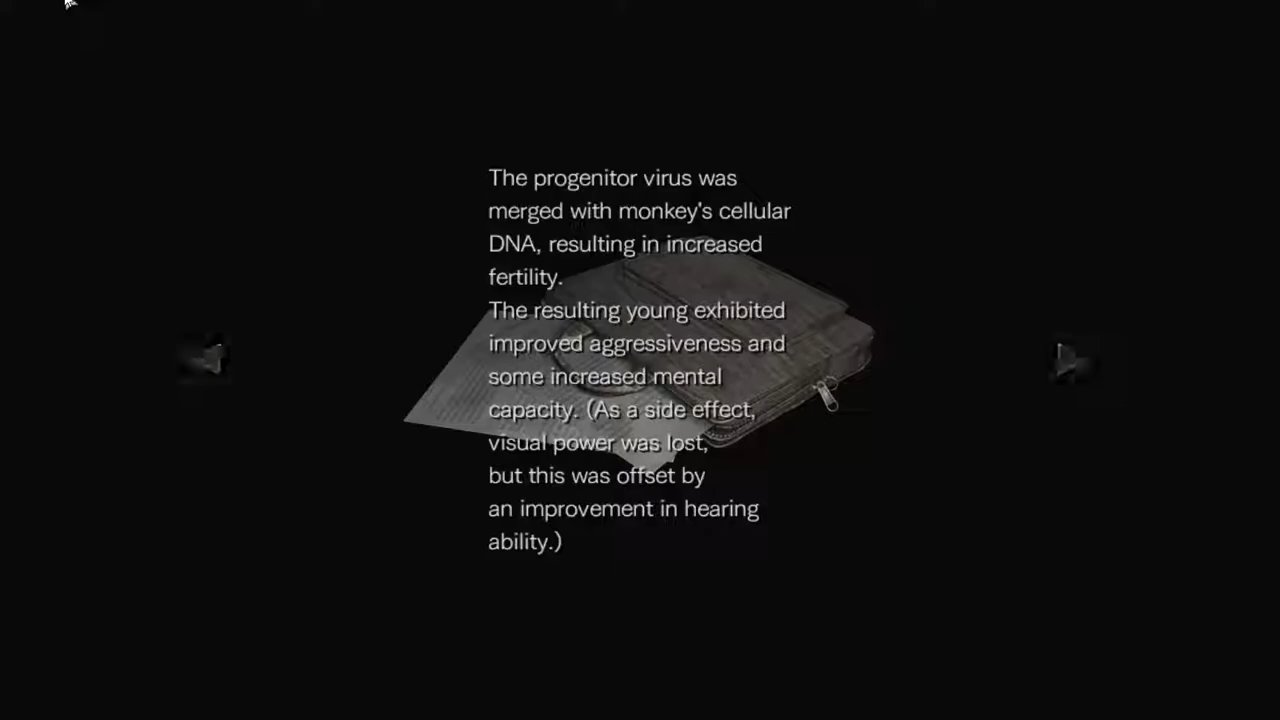 The progenitor virus was
merged with monkey's cellular
DNA, resulting in increased
fertility.
The resulting young exhibited
improved aggressiveness and
some increased mental
capacity. (As a side effect,
visual power was lost,
but this was offset by
an improvement in hearing
ability.)